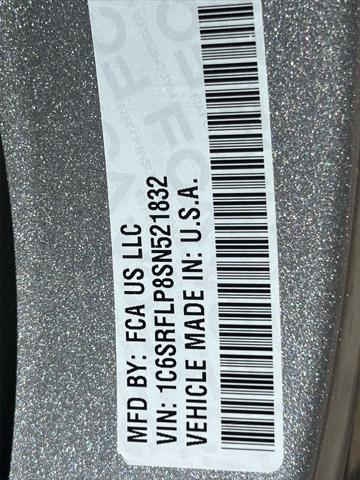 MFD BY: FCA US LLC
VIN: 1C6SRFLP8SN521832
VEHICLE MADE IN: U.S.A.